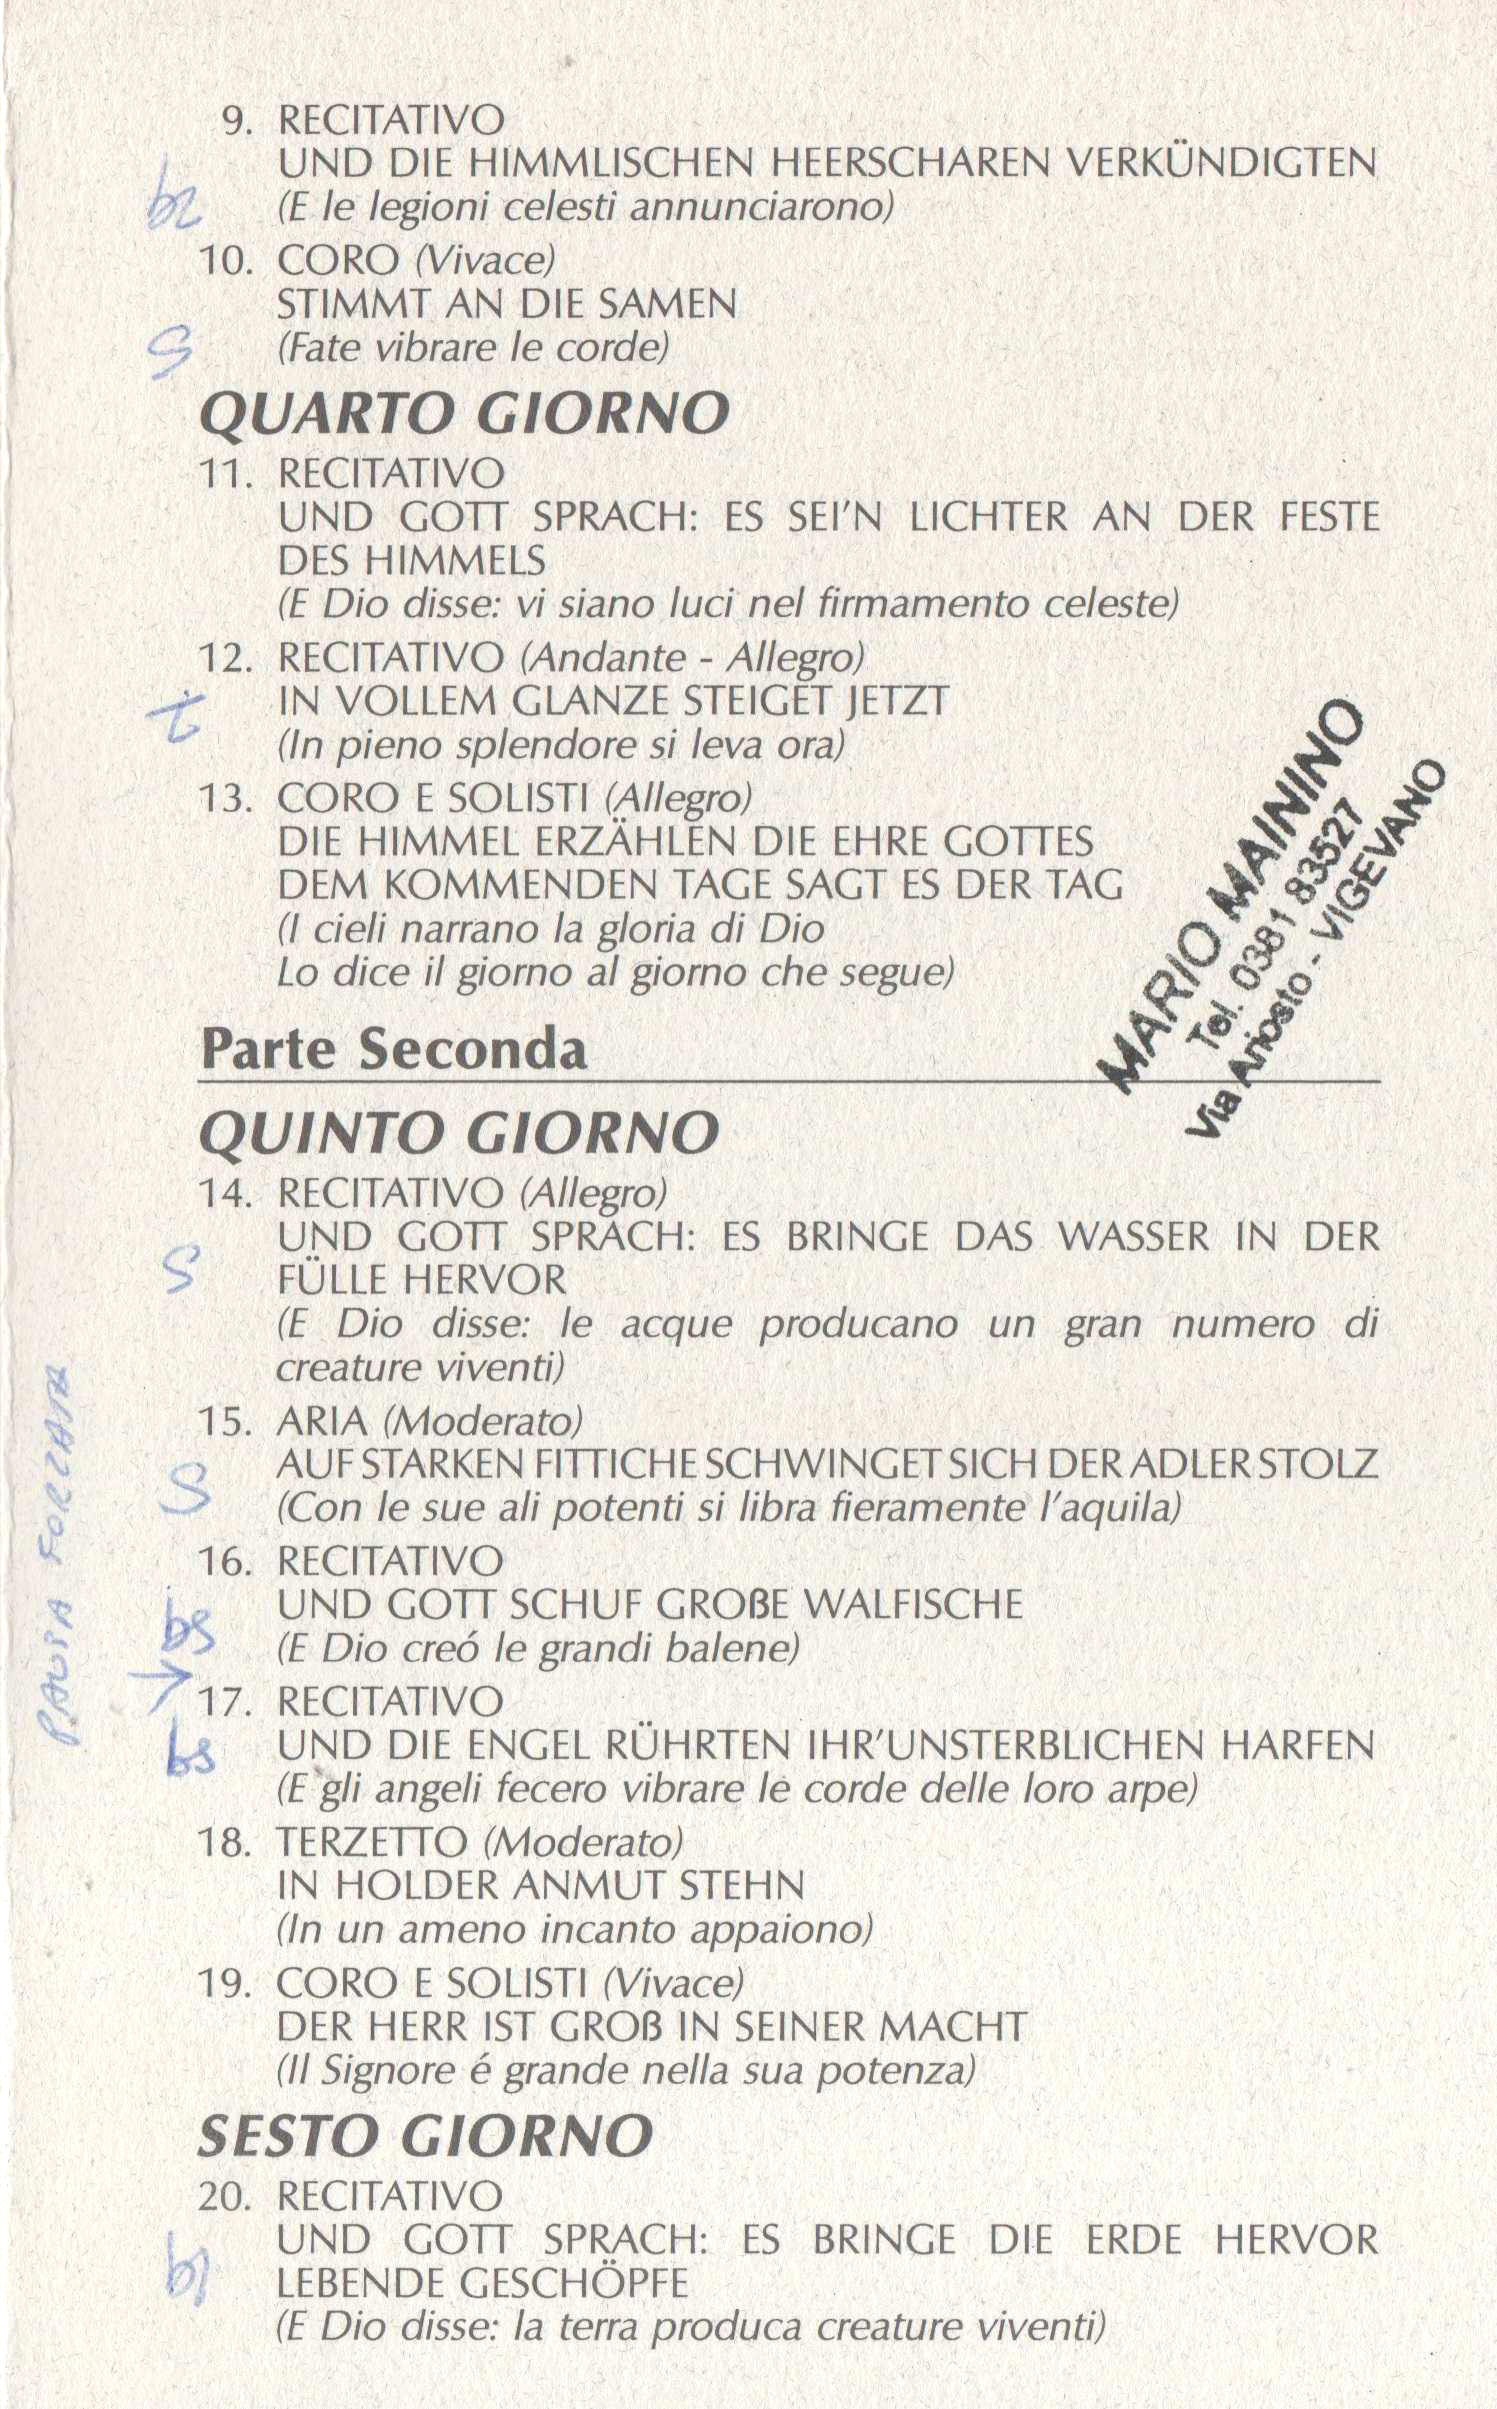 9. RECITATIVO
UND DIE HIMMLISCHEN HEERSCHAREN VERKÜNDIGTEN
(E le legioni celesti annunciarono)
10. CORO (Vivace)
STIMMT AN DIE SAMEN
S
(Fate vibrare le corde)
QUARTO GIORNO
11. RECITATIVO
UND GOTT SPRACH: ES SEI'N LICHTER AN DER FESTE
DES HIMMELS
(E Dio disse: vi siano luci nel firmamento celeste)
12. RECITATIVO (Andante - Allegro)
t
IN VOLLEM GLANZE STEIGET JETZT
(In pieno splendore si leva ora)
13. CORO E SOLISTI (Allegro)
DIE HIMMEL ERZÄHLEN DIE EHRE GOTTES
DEM KOMMENDEN TAGE SAGT ES DER TAG
(I cieli narrano la gloria di Dio
Lo dice il giorno al giorno che segue)
MARIO MAININO
Tel. 0381 83527
Via Ariosto - VIGEVANO
Parte Seconda
QUINTO GIORNO
14. RECITATIVO (Allegro)
UND GOTT SPRACH: ES BRINGE DAS WASSER IN DER
S
FÜLLE HERVOR
(E Dio disse: le acque producano un gran numero di
creature viventi)
15. ARIA (Moderato)
AUF STARKEN FITTICHE SCHWINGET SICH DER ADLER STOLZ
S
(Con le sue ali potenti si libra fieramente l'aquila)
16. RECITATIVO
UND GOTT SCHUF GROßE WALFISCHE
bs
(E Dio creó le grandi balene)
17. RECITATIVO
bs
UND DIE ENGEL RÜHRTEN IHR'UNSTERBLICHEN HARFEN
(E gli angeli fecero vibrare le corde delle loro arpe)
PAUSA FORZATA
18. TERZETTO (Moderato)
IN HOLDER ANMUT STEHN
(In un ameno incanto appaiono)
19. CORO E SOLISTI (Vivace)
DER HERR IST GROß IN SEINER MACHT
(Il Signore é grande nella sua potenza)
SESTO GIORNO
20. RECITATIVO
UND GOTT SPRACH: ES BRINGE DIE ERDE HERVOR
LEBENDE GESCHÖPFE
(E Dio disse: la terra produca creature viventi)